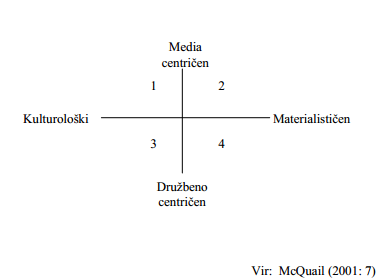 Media
centričen
1
2
Kulturološki
Materialističen
3
4
Družbeno
centričen
Vir: McQuail (2001: 7)